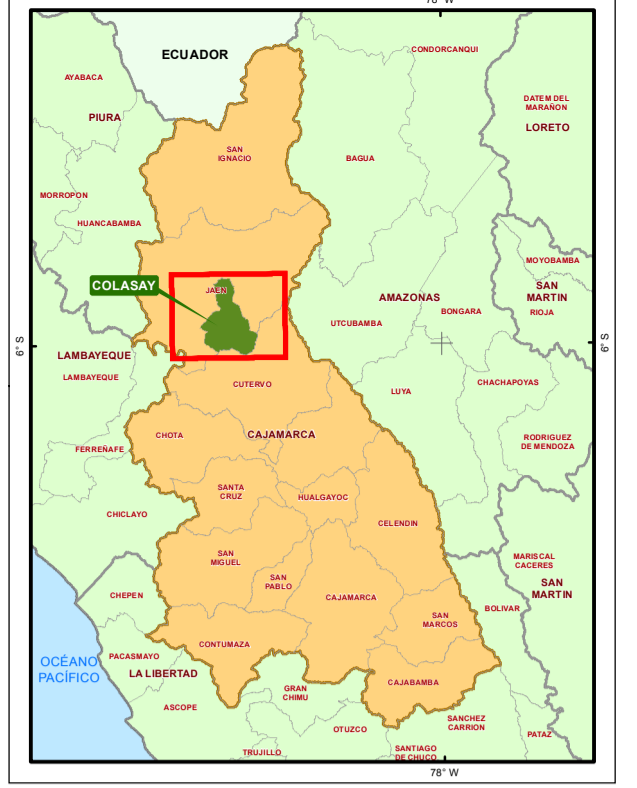 78° W
ECUADOR
CONDORCANQUI
AYABACA
DATEM DEL
MARAÑON
PIURA
LORETO
SAN
IGNACIO
BAGUA
MORROPON
HUANCABAMBA
MOYOBAMBA
COLASAY
JAEN
SAN
MARTIN
AMAZONAS
BONGARA
RIOJA
UTCUBAMBA
6° S
6° S
LAMBAYEQUE
LAMBAYEQUE
CUTERVO
LUYA
CHACHAPOYAS
CHOTA
CAJAMARCA
FERREÑAFE
RODRIGUEZ
DE MENDOZA
SANTA
CRUZ
HUALGAYOC
CHICLAYO
CELENDIN
SAN
MIGUEL
MARISCAL
CACERES
SAN
PABLO
SAN
MARTIN
CHEPEN
CAJAMARCA
BOLIVAR
SAN
MARCOS
CONTUMAZA
OCÉANO
PACÍFICO
PACASMAYO
LA LIBERTAD
CAJABAMBA
GRAN
CHIMU
ASCOPE
SANCHEZ
CARRION
OTUZCO
PATAZ
TRUJILLO
SANTIAGO
DE CHUCO
78° W